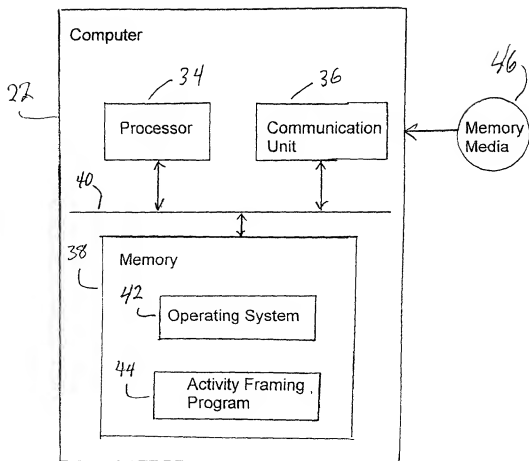 Computer
46
34
36
22
Processor
Communication
Unit
Memory
Media
40
38
Memory
42
Operating System
44
Activity Framing
Program